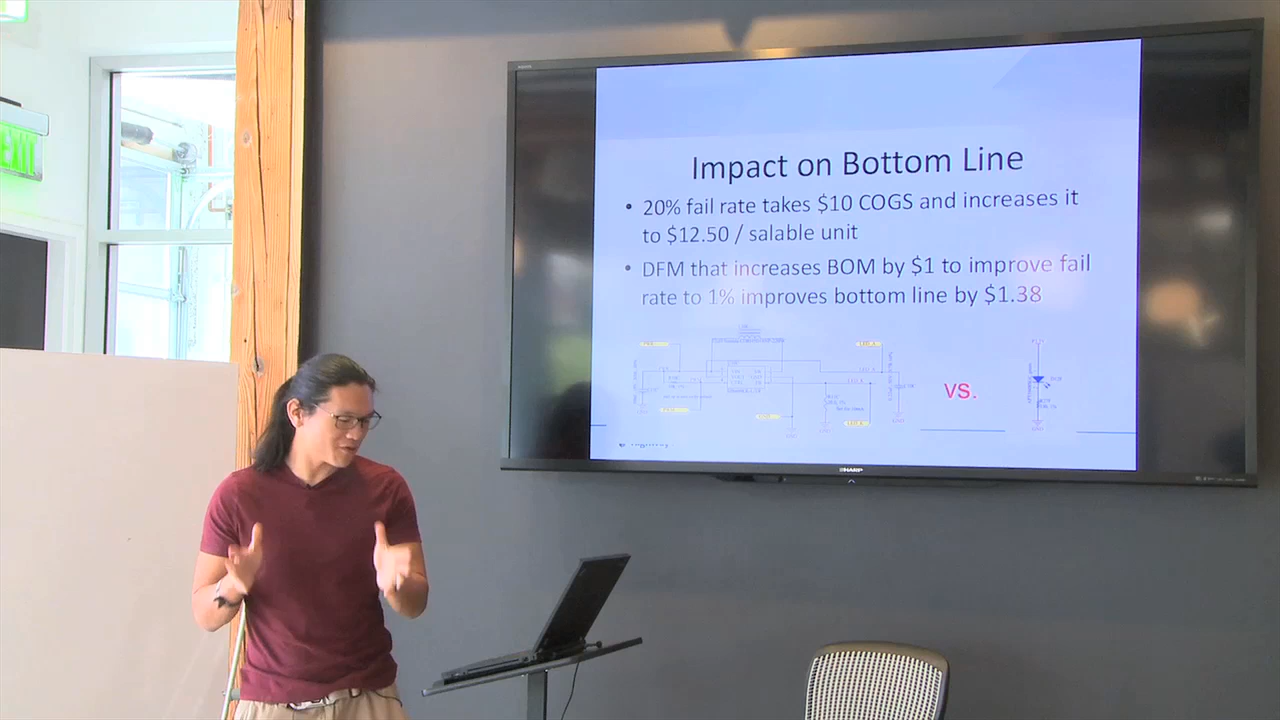 EXIT
Impact on Bottom Line
• 20% fail rate takes $10 COGS and increases it
to $12.50 / salable unit
• DFM that increases BOM by $1 to improve fail
rate to 1% improves bottom line by $1.38
vs.
SHARP